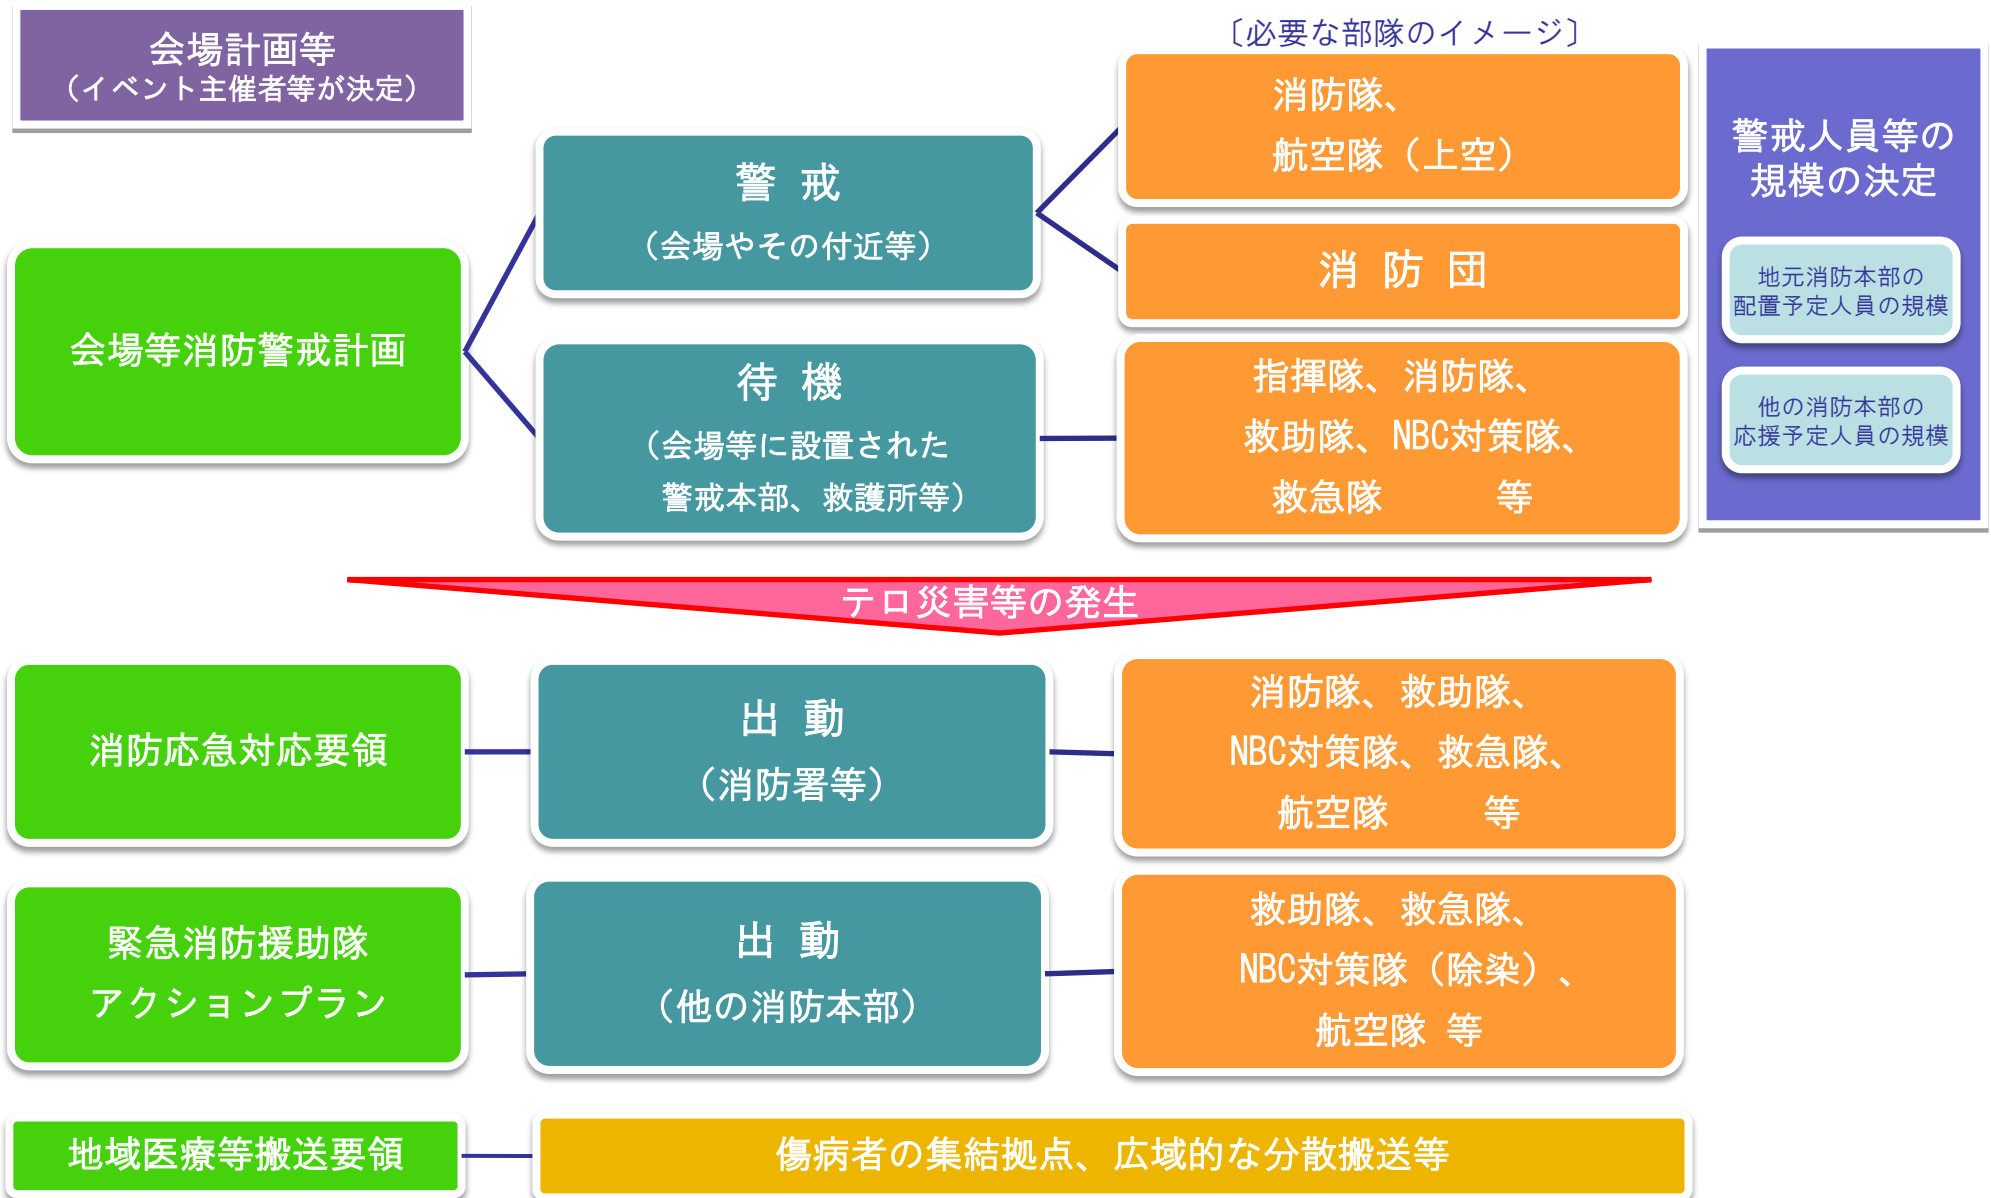 会場計画等
（イベント主催者等が決定）
〔必要な部隊のイメージ〕
会場等消防警戒計画
警 戒
（会場やその付近等）
消防隊、
航空隊（上空）
消 防 団
待 機
（会場等に設置された
警戒本部、救護所等）
指揮隊、消防隊、
救助隊、NBC対策隊、
救急隊　　　等
警戒人員等の
規模の決定
地元消防本部の
配置予定人員の規模
他の消防本部の
応援予定人員の規模
テロ災害等の発生
消防応急対応要領
出 動
（消防署等）
消防隊、救助隊、
NBC対策隊、救急隊、
航空隊　　 等
緊急消防援助隊
アクションプラン
出 動
（他の消防本部）
救助隊、救急隊、
NBC対策隊（除染）、
航空隊 等
地域医療等搬送要領
傷病者の集結拠点、広域的な分散搬送等